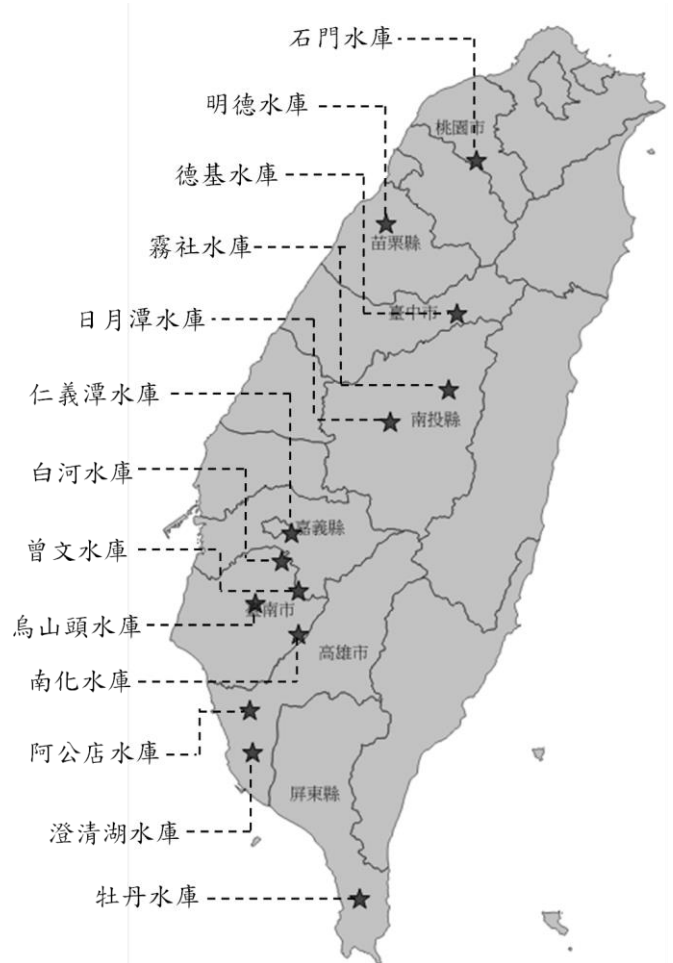 石門水庫
明德水庫
桃園市
德基水庫
霧社水庫
苗栗縣
臺中市
日月潭水庫
仁義潭水庫
南投縣
白河水庫
嘉義縣
曾文水庫
臺南市
烏山頭水庫
高雄市
南化水庫
阿公店水庫
屏東縣
澄清湖水庫
牡丹水庫